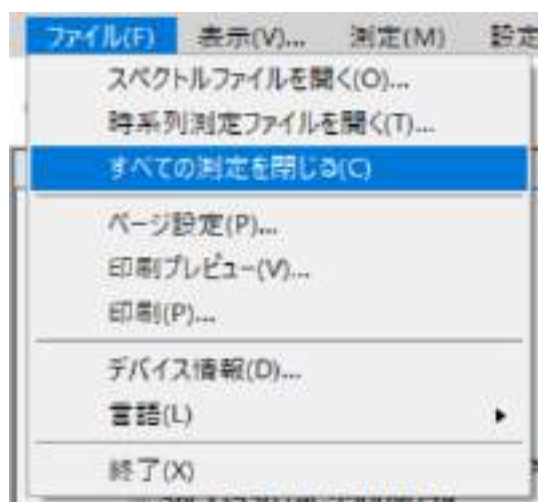 ファイル(F) 表示(V)... 測定(M) 設定
スペクトルファイルを開く(O)...
時系列測定ファイルを開く(T)...
すべての測定を閉じる(C)
ページ設定(P)...
印刷プレビュー(V)...
印刷(P)...
デバイス情報(D)...
言語(L)
終了(X)